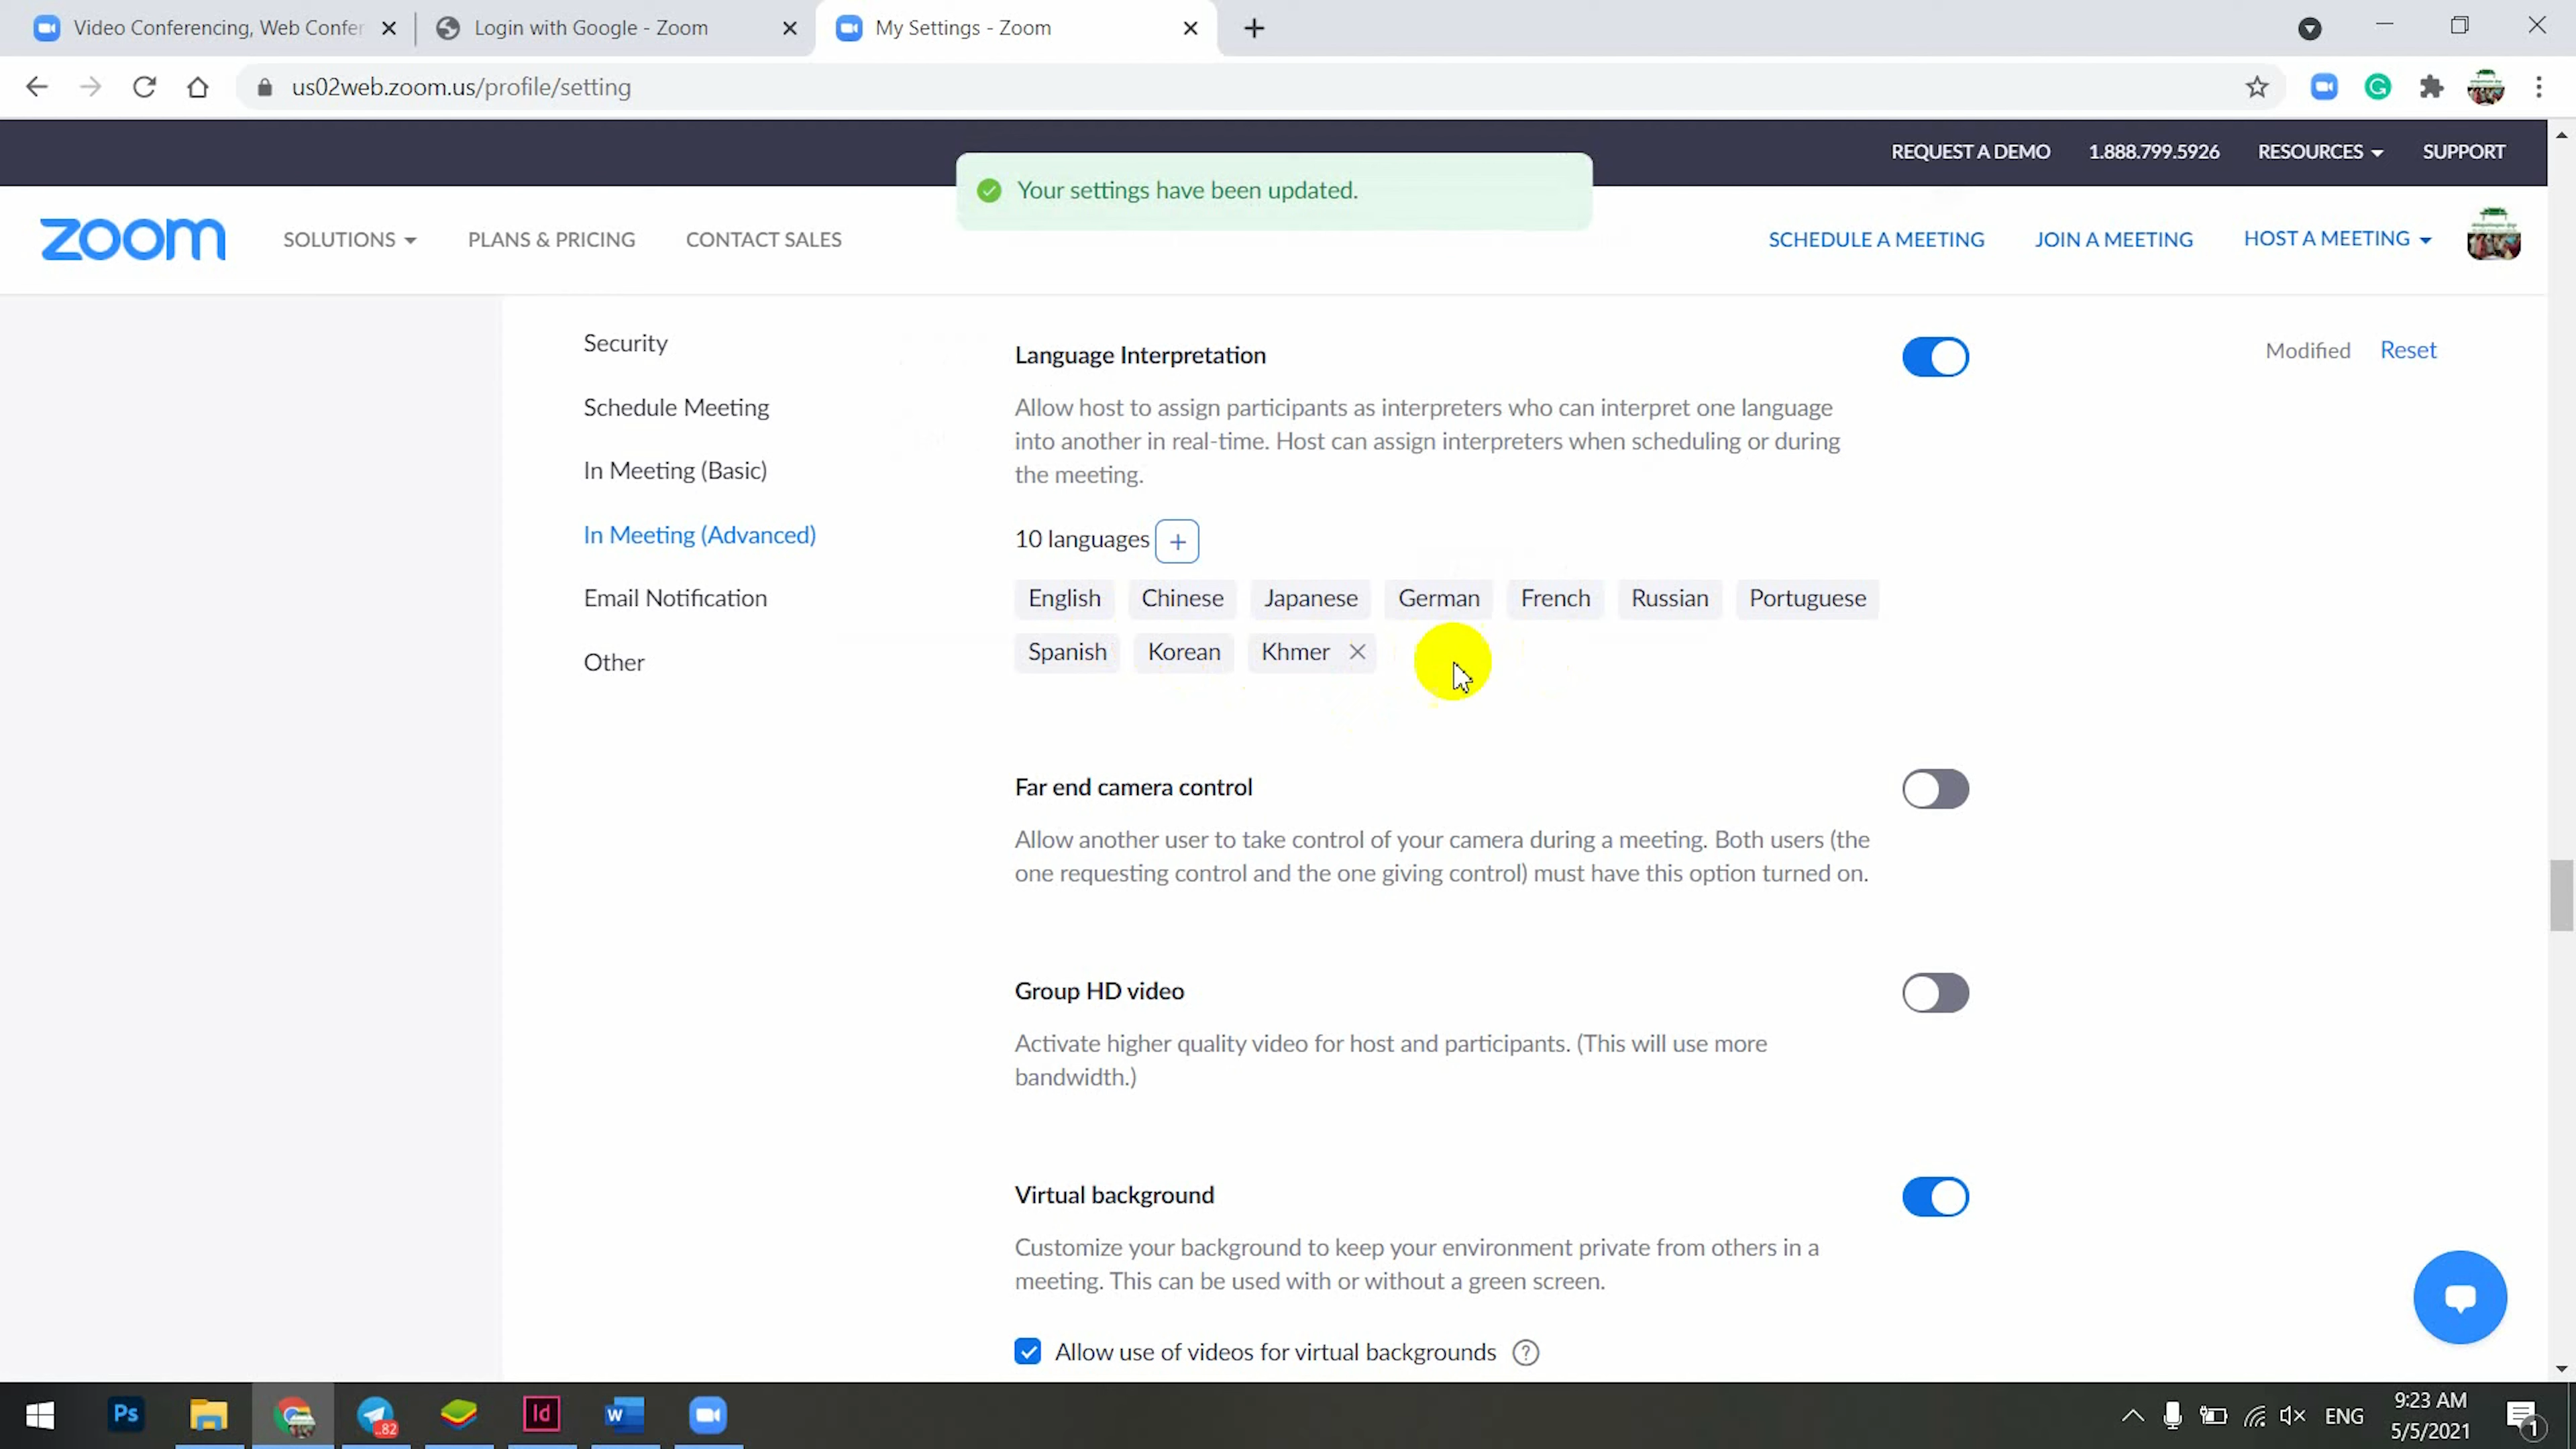 Video Conferencing, Web Confer
Login with Google - Zoom
My Settings - Zoom
us02web.zoom.us/profile/setting
REQUEST A DEMO 1.888.799.5926 RESOURCES SUPPORT
Your settings have been updated.
zoom SOLUTIONS PLANS & PRICING CONTACT SALES SCHEDULE A MEETING JOIN A MEETING HOST A MEETING
Security
Schedule Meeting
In Meeting (Basic)
In Meeting (Advanced)
Email Notification
Other
Language Interpretation
Modified Reset
Allow host to assign participants as interpreters who can interpret one language
into another in real-time. Host can assign interpreters when scheduling or during
the meeting.
10 languages +
English Chinese Japanese German French Russian Portuguese
Spanish Korean Khmer
Far end camera control
Allow another user to take control of your camera during a meeting. Both users (the
one requesting control and the one giving control) must have this option turned on.
Group HD video
Activate higher quality video for host and participants. (This will use more
bandwidth.)
Virtual background
Customize your background to keep your environment private from others in a
meeting. This can be used with or without a green screen.
Allow use of videos for virtual backgrounds ?
Ps ..82 Id W ENG 9:23 AM
5/5/2021 1